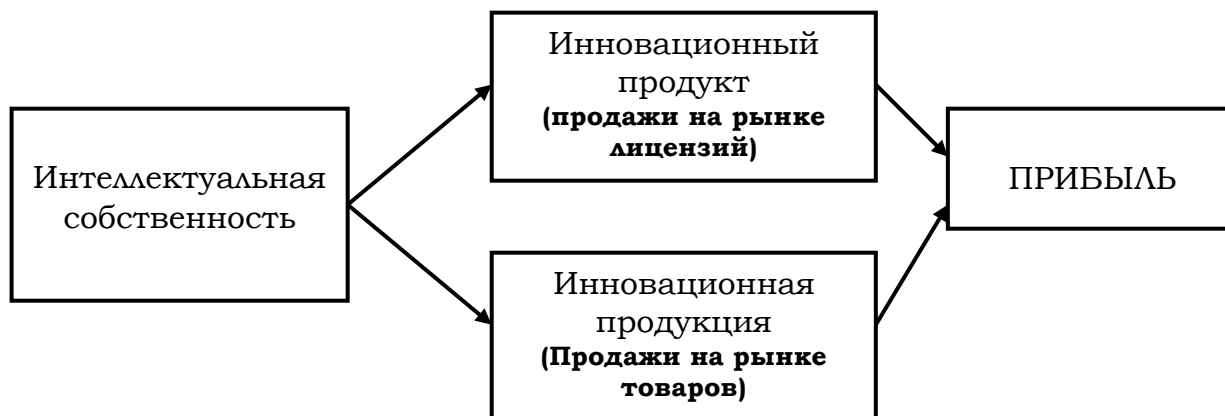 Интеллектуальная
собственность
Инновационный
продукт
(продажи на рынке
лицензий)
Инновационная
продукция
(Продажи на рынке
товаров)
ПРИБЫЛЬ